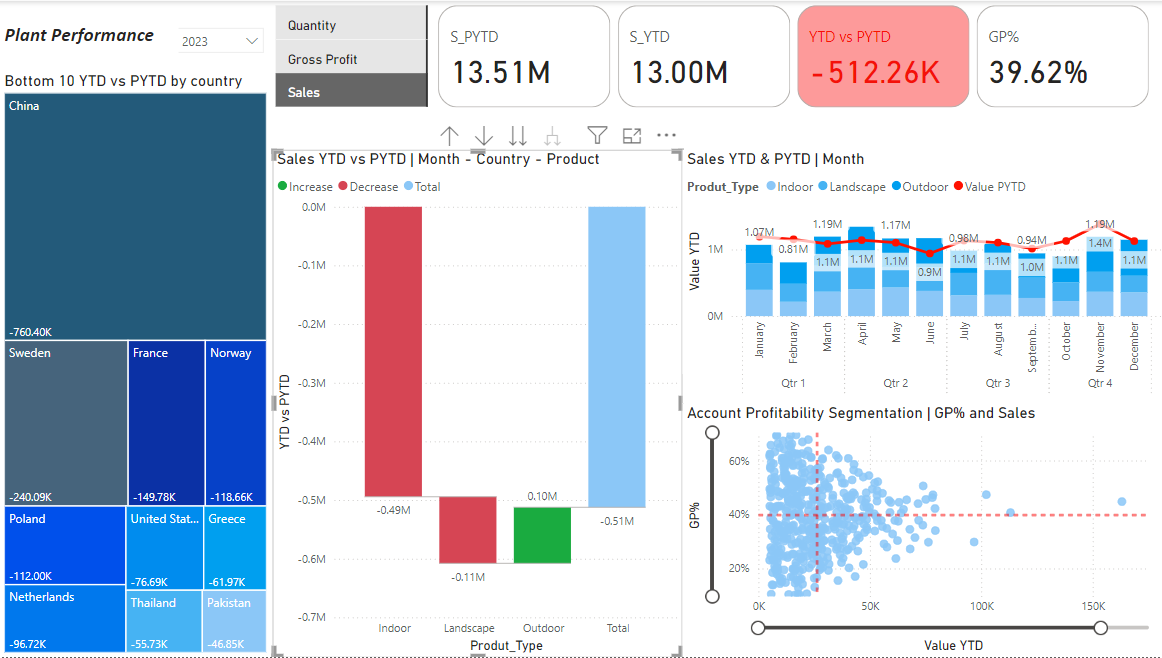 Plant Performance
2023
Quantity
Gross Profit
Sales
S_PYTD
13.51M
S_YTD
13.00M
YTD vs PYTD
-512.26K
GP%
39.62%
Bottom 10 YTD vs PYTD by country
China
-760.40K
Sweden
-240.09K
France
-149.78K
Norway
-118.66K
Poland
-112.00K
United Stat...
-76.69K
Greece
-61.97K
Netherlands
-96.72K
Thailand
-55.73K
Pakistan
-46.85K
Sales YTD vs PYTD | Month - Country - Product
Increase Decrease Total
YTD vs PYTD
0.0M
-0.1M
-0.2M
-0.3M
-0.4M
-0.5M
-0.6M
-0.7M
-0.49M
-0.11M
0.10M
-0.51M
Indoor Landscape Outdoor Total
Produt_Type
Sales YTD & PYTD | Month
Produt_Type Indoor Landscape Outdoor Value PYTD
Value YTD
1M
0M
1.07M 0.81M 1.19M 1.17M 0.98M 0.94M 1.19M
1.1M 1.1M 1.1M 0.9M 1.1M 1.1M 1.0M 1.1M 1.4M 1.1M
January February March April May June July August Septemb... October November December
Qtr 1 Qtr 2 Qtr 3 Qtr 4
Account Profitability Segmentation | GP% and Sales
GP%
60%
40%
20%
0K 50K 100K 150K
Value YTD